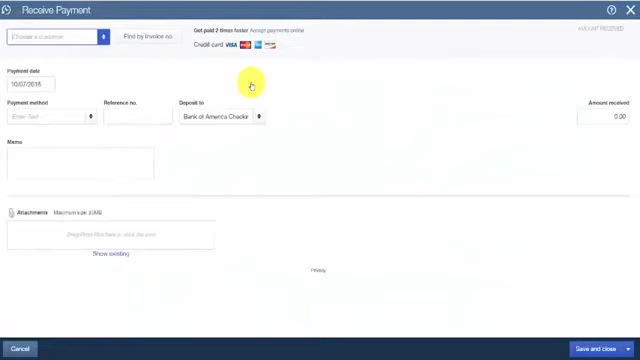 Receive Payment
Choose a customer
Find by invoice no.
Get paid 2 times faster Accept payments online
Credit card VISA
AMOUNT RECEIVED
Payment date
10/07/2016
Payment method
Reference no.
Deposit to
Amount received
Enter Text
Bank of America Checkin
0.00
Memo
Attachments Maximum size: 20MB
Drag/Drop files here or click the icon
Show existing
Privacy
Cancel
Save and close